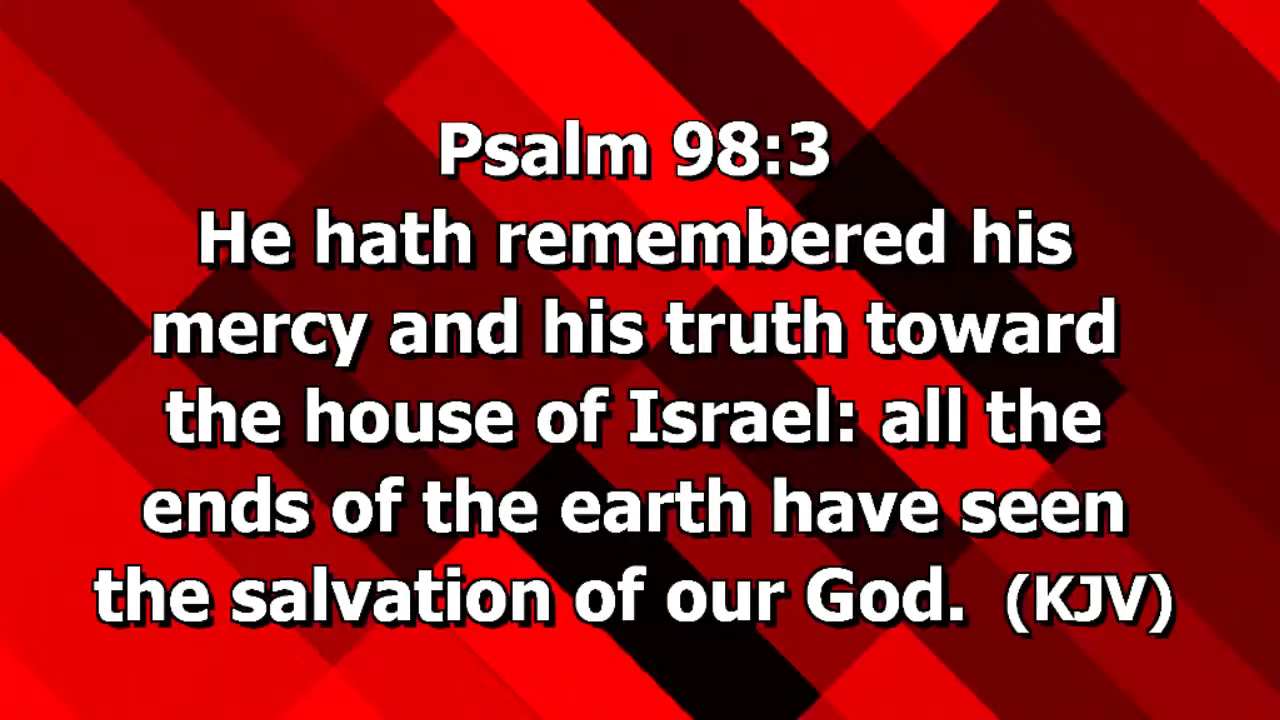 Psalm 98:3
He hath remembered his
mercy and his truth toward
the house of Israel: all the
ends of the earth have seen
the salvation of our God. (KJV)